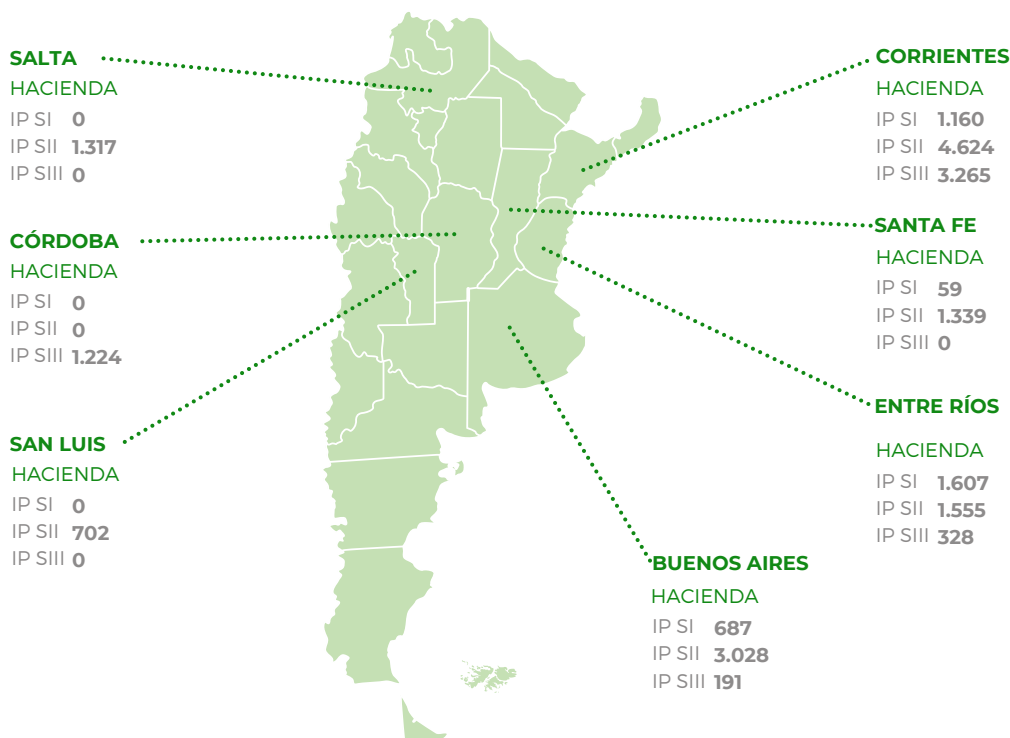 SALTA
HACIENDA
IP SI 0
IP SII 1.317
IP SIII 0
CÓRDOBA
HACIENDA
IP SI 0
IP SII 0
IP SIII 1.224
SAN LUIS
HACIENDA
IP SI 0
IP SII 702
IP SIII 0
CORRIENTES
HACIENDA
IP SI 1.160
IP SII 4.624
IP SIII 3.265
SANTA FE
HACIENDA
IP SI 59
IP SII 1.339
IP SIII 0
ENTRE RÍOS
HACIENDA
IP SI 1.607
IP SII 1.555
IP SIII 328
BUENOS AIRES
HACIENDA
IP SI 687
IP SII 3.028
IP SIII 191